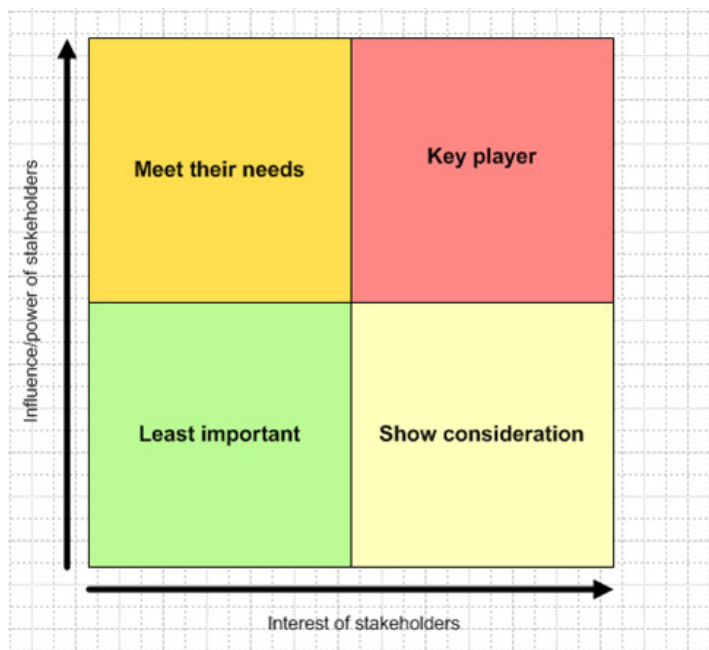 Influence/power of stakeholders
Meet their needs
Key player
Least important
Show consideration
Interest of stakeholders